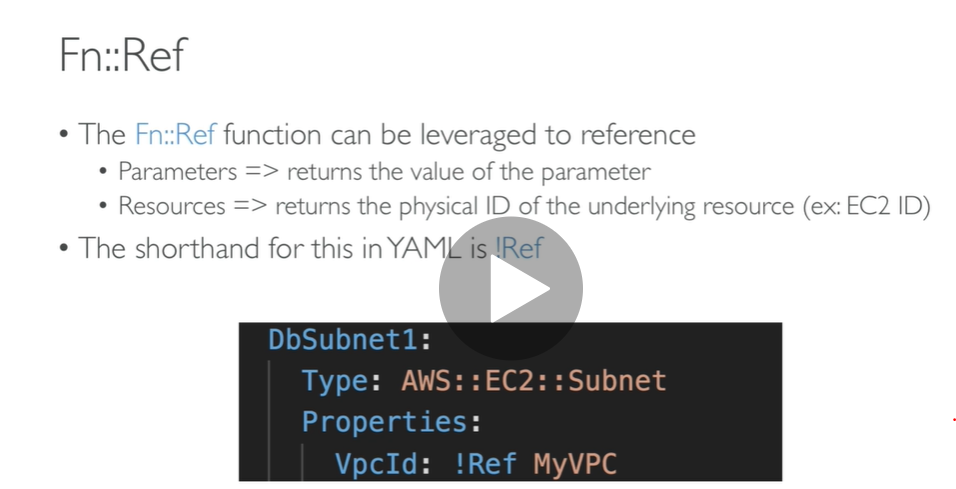 Fn::Ref
• The Fn::Ref function can be leveraged to reference
• Parameters => returns the value of the parameter
• Resources => returns the physical ID of the underlying resource (ex: EC2 ID)
• The shorthand for this in YAML is !Ref
DbSubnet1:
Type: AWS::EC2::Subnet
Properties:
VpcId: !Ref MyVPC